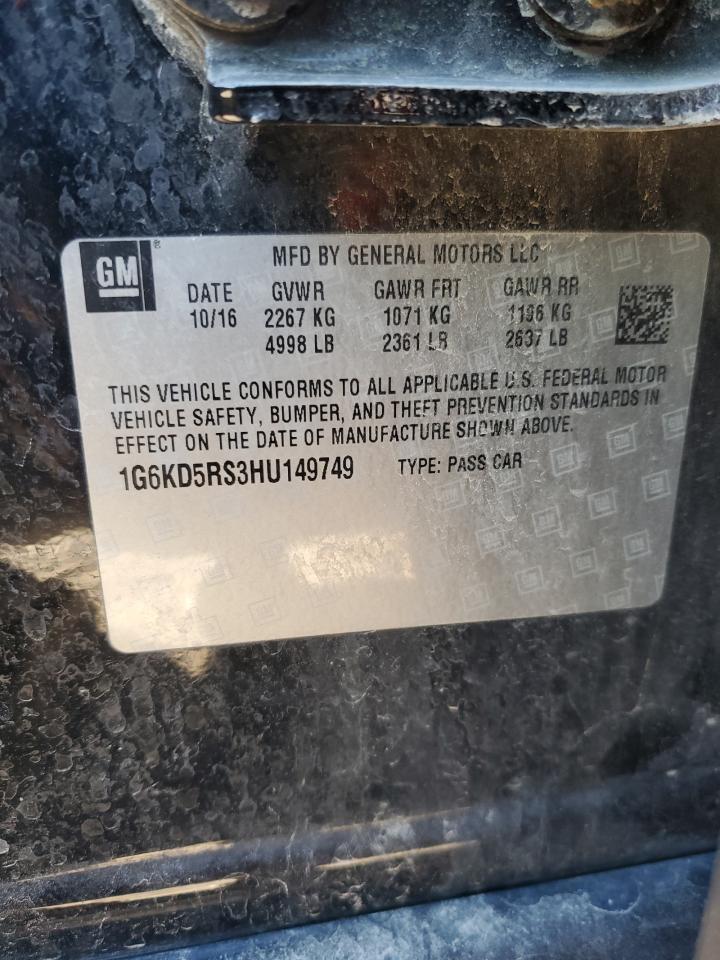 GM
MFD BY GENERAL MOTORS LLC
DATE GVWR GAWR FRT GAWR RR
10/16 2267 KG 1071 KG 1196 KG
4998 LB 2361 LB 2637 LB
THIS VEHICLE CONFORMS TO ALL APPLICABLE U.S. FEDERAL MOTOR
VEHICLE SAFETY, BUMPER, AND THEFT PREVENTION STANDARDS IN
EFFECT ON THE DATE OF MANUFACTURE SHOWN ABOVE.
1G6KD5RS3HU149749 TYPE: PASS CAR